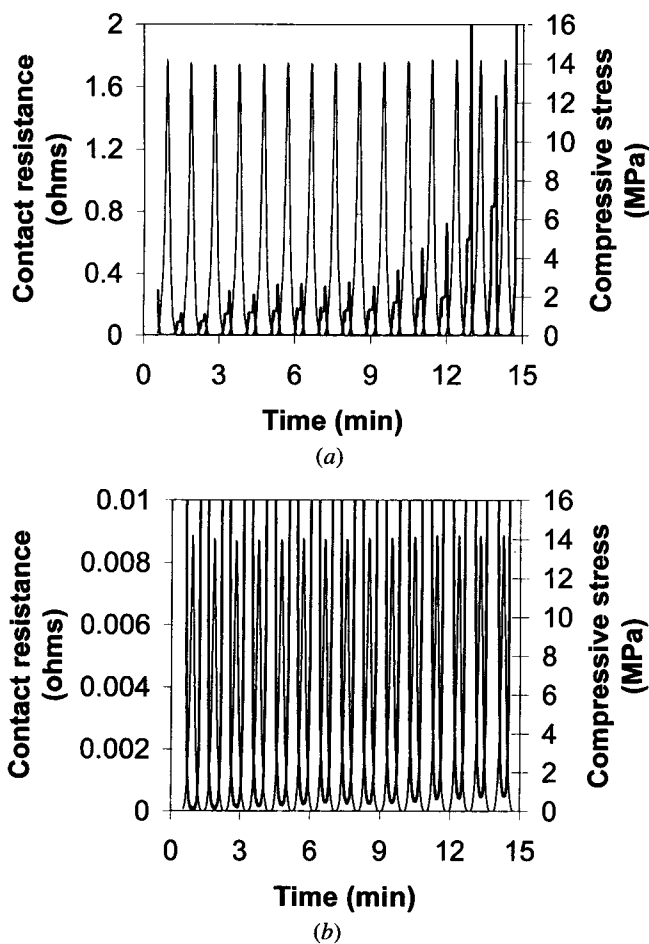 2
1.6
1.2
0.8
0.4
0
Contact resistance
(ohms)
16
14
12
10
8
6
4
2
0
Compressive stress
(MPa)
0 3 6 9 12 15
Time (min)
(a)
0.01
0.008
0.006
0.004
0.002
0
Contact resistance
(ohms)
16
14
12
10
8
6
4
2
0
Compressive stress
(MPa)
0 3 6 9 12 15
Time (min)
(b)